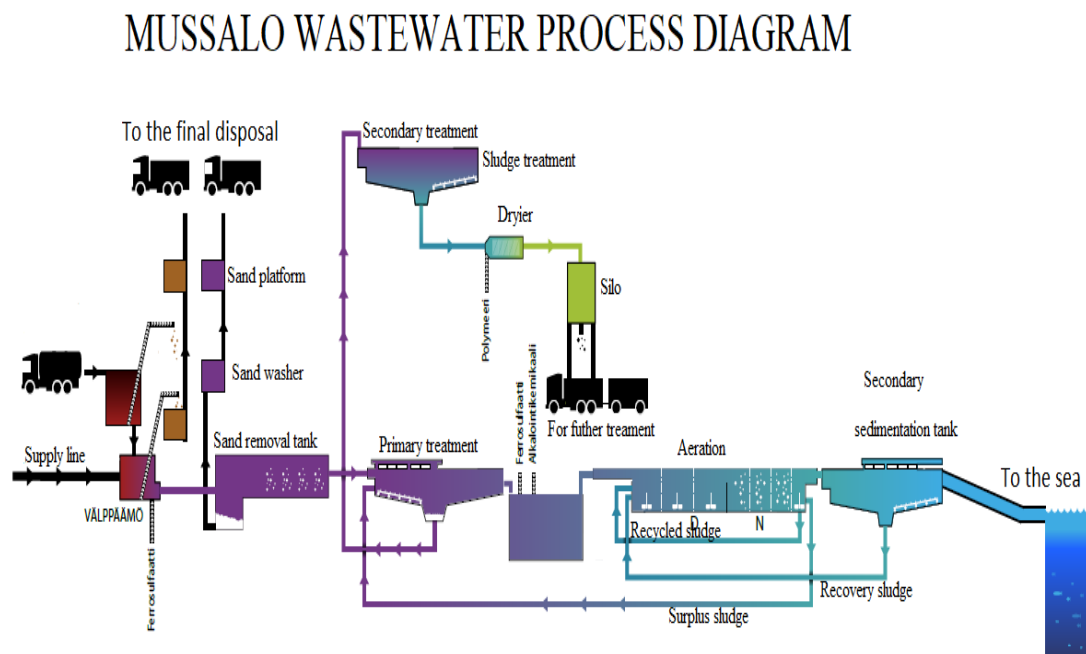 MUSSALO WASTEWATER PROCESS DIAGRAM
To the final disposal
Secondary treatment
Sludge treatment
Dryier
Sand platform
Silo
Polymeeri
Sand washer
Ferrosulfaatti
Alkalointikemikaali
Secondary
sedimentation tank
For futher treament
Supply line
Sand removal tank
Primary treatment
Aeration
To the sea
VÄLPPÄÄMÖ
D
N
Recycled sludge
Ferrosulfaatti
Recovery sludge
Surplus sludge